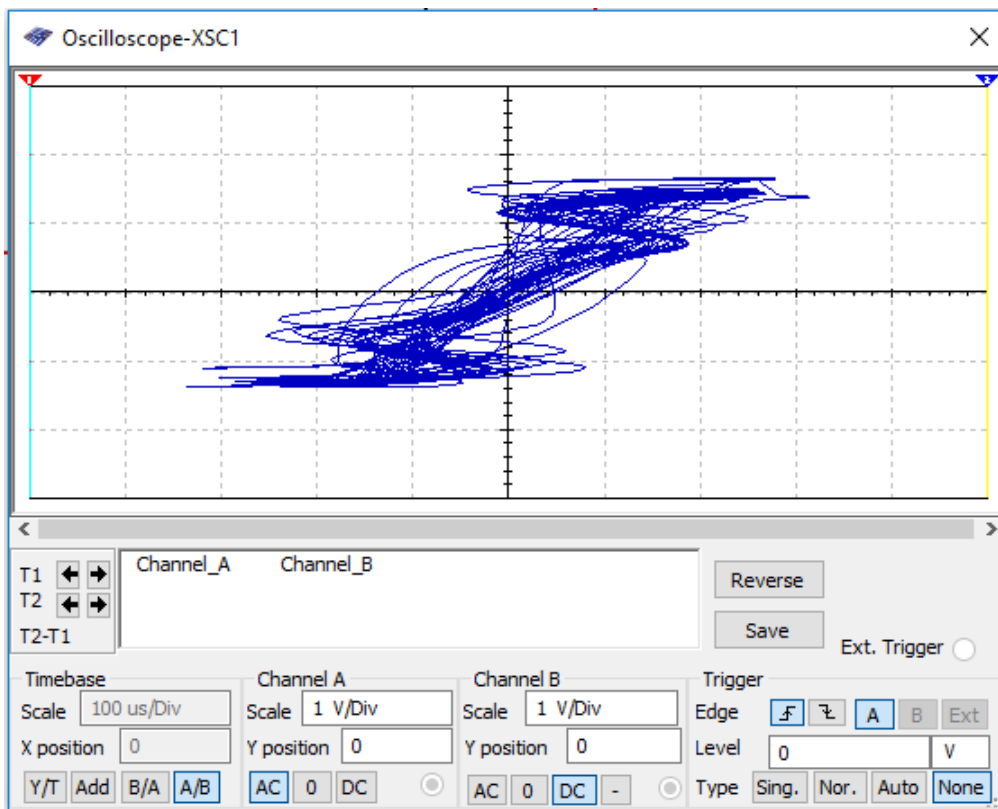 Oscilloscope-XSC1
1 2
T1 Channel_A Channel_B Reverse
T2
T2-T1 Save Ext. Trigger
Timebase Channel A Channel B Trigger
Scale 100 us/Div Scale 1 V/Div Scale 1 V/Div Edge A B Ext
X position 0 Y position 0 Y position 0 Level 0 V
Y/T Add B/A A/B AC 0 DC AC 0 DC - Type Sing. Nor. Auto None